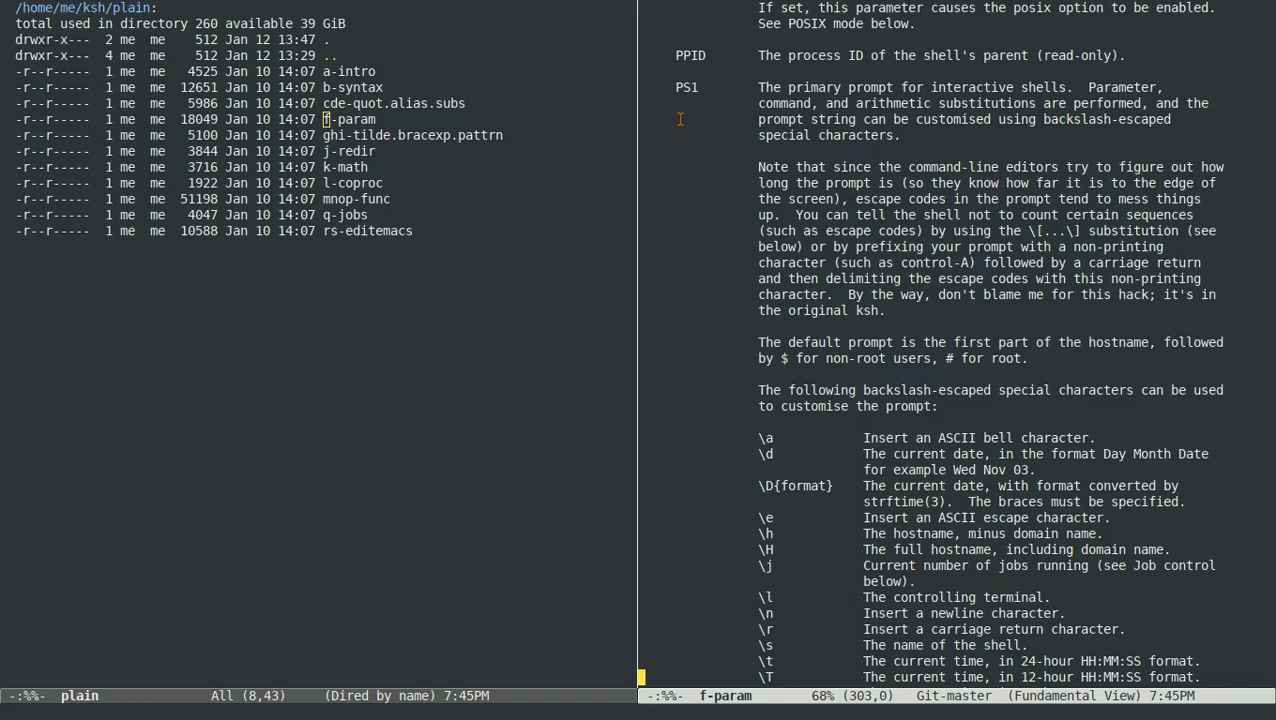 /home/me/ksh/plain:
total used in directory 260 available 39 GiB
drwxr-x--- 2 me me 512 Jan 12 13:47 .
drwxr-x--- 4 me me 512 Jan 12 13:29 ..
-r--r----- 1 me me 4525 Jan 10 14:07 a-intro
-r--r----- 1 me me 12651 Jan 10 14:07 b-syntax
-r--r----- 1 me me 5986 Jan 10 14:07 cde-quot.alias.subs
-r--r----- 1 me me 18049 Jan 10 14:07 f-param
-r--r----- 1 me me 5100 Jan 10 14:07 ghi-tilde.bracexp.pattrn
-r--r----- 1 me me 3844 Jan 10 14:07 j-redir
-r--r----- 1 me me 3716 Jan 10 14:07 k-math
-r--r----- 1 me me 1922 Jan 10 14:07 l-coproc
-r--r----- 1 me me 51198 Jan 10 14:07 mnop-func
-r--r----- 1 me me 4047 Jan 10 14:07 q-jobs
-r--r----- 1 me me 10588 Jan 10 14:07 rs-editemacs
-:%%- plain All (8,43) (Dired by name) 7:45PM
If set, this parameter causes the posix option to be enabled.
See POSIX mode below.
PPID The process ID of the shell's parent (read-only).
PS1 The primary prompt for interactive shells. Parameter,
command, and arithmetic substitutions are performed, and the
prompt string can be customised using backslash-escaped
special characters.
Note that since the command-line editors try to figure out how
long the prompt is (so they know how far it is to the edge of
the screen), escape codes in the prompt tend to mess things
up. You can tell the shell not to count certain sequences
(such as escape codes) by using the \[...\] substitution (see
below) or by prefixing your prompt with a non-printing
character (such as control-A) followed by a carriage return
and then delimiting the escape codes with this non-printing
character. By the way, don't blame me for this hack; it's in
the original ksh.
The default prompt is the first part of the hostname, followed
by $ for non-root users, # for root.
The following backslash-escaped special characters can be used
to customise the prompt:
\a Insert an ASCII bell character.
\d The current date, in the format Day Month Date
for example Wed Nov 03.
\D{format} The current date, with format converted by
strftime(3). The braces must be specified.
\e Insert an ASCII escape character.
\h The hostname, minus domain name.
\H The full hostname, including domain name.
\j Current number of jobs running (see Job control
below).
\l The controlling terminal.
\n Insert a newline character.
\r Insert a carriage return character.
\s The name of the shell.
\t The current time, in 24-hour HH:MM:SS format.
\T The current time, in 12-hour HH:MM:SS format.
-:%%- f-param 68% (303,0) Git-master (Fundamental View) 7:45PM